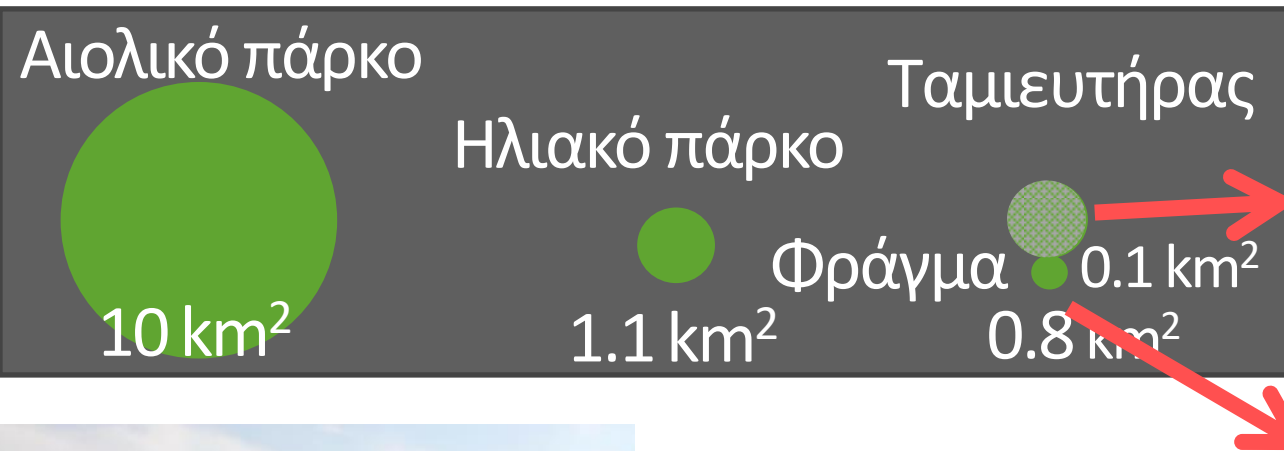 Αιολικό πάρκο
10 km²
Ηλιακό πάρκο
1.1 km²
Ταμιευτήρας
Φράγμα 0.1 km²
0.8 km²